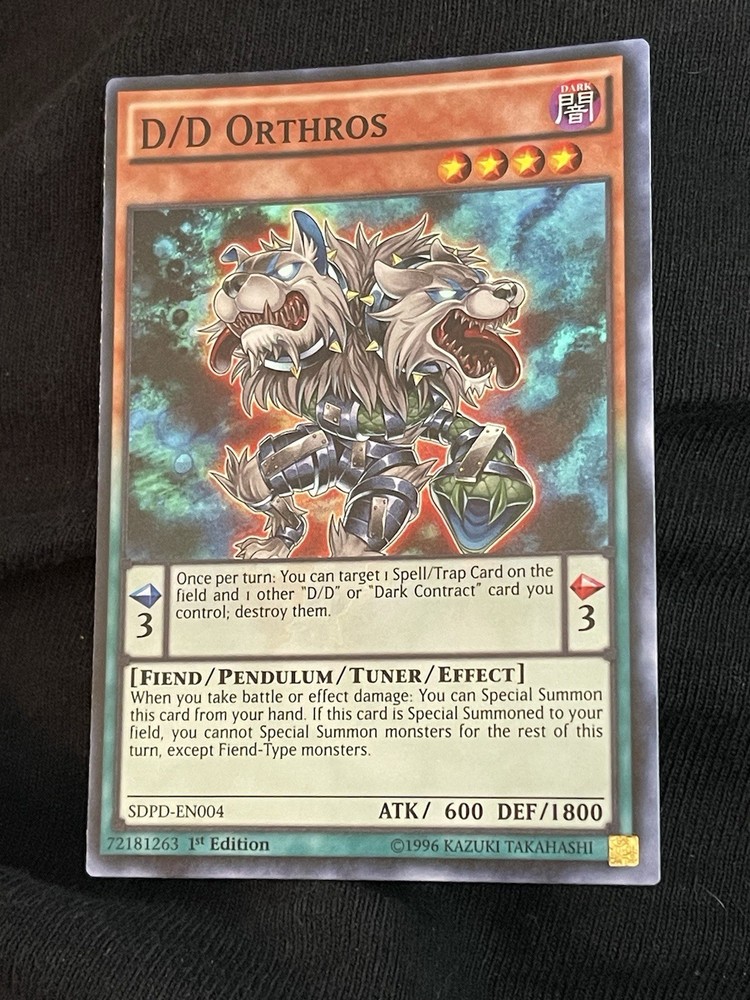 D/D ORTHROS
DARK
闇
Once per turn: You can target 1 Spell/Trap Card on the
field and 1 other "D/D" or "Dark Contract" card you
control; destroy them.
3
3
[FIEND/PENDULUM/TUNER/EFFECT]
When you take battle or effect damage: You can Special Summon
this card from your hand. If this card is Special Summoned to your
field, you cannot Special Summon monsters for the rest of this
turn, except Fiend-Type monsters.
SDPD-EN004
ATK/ 600 DEF/1800
72181263 1st Edition
©1996 KAZUKI TAKAHASHI